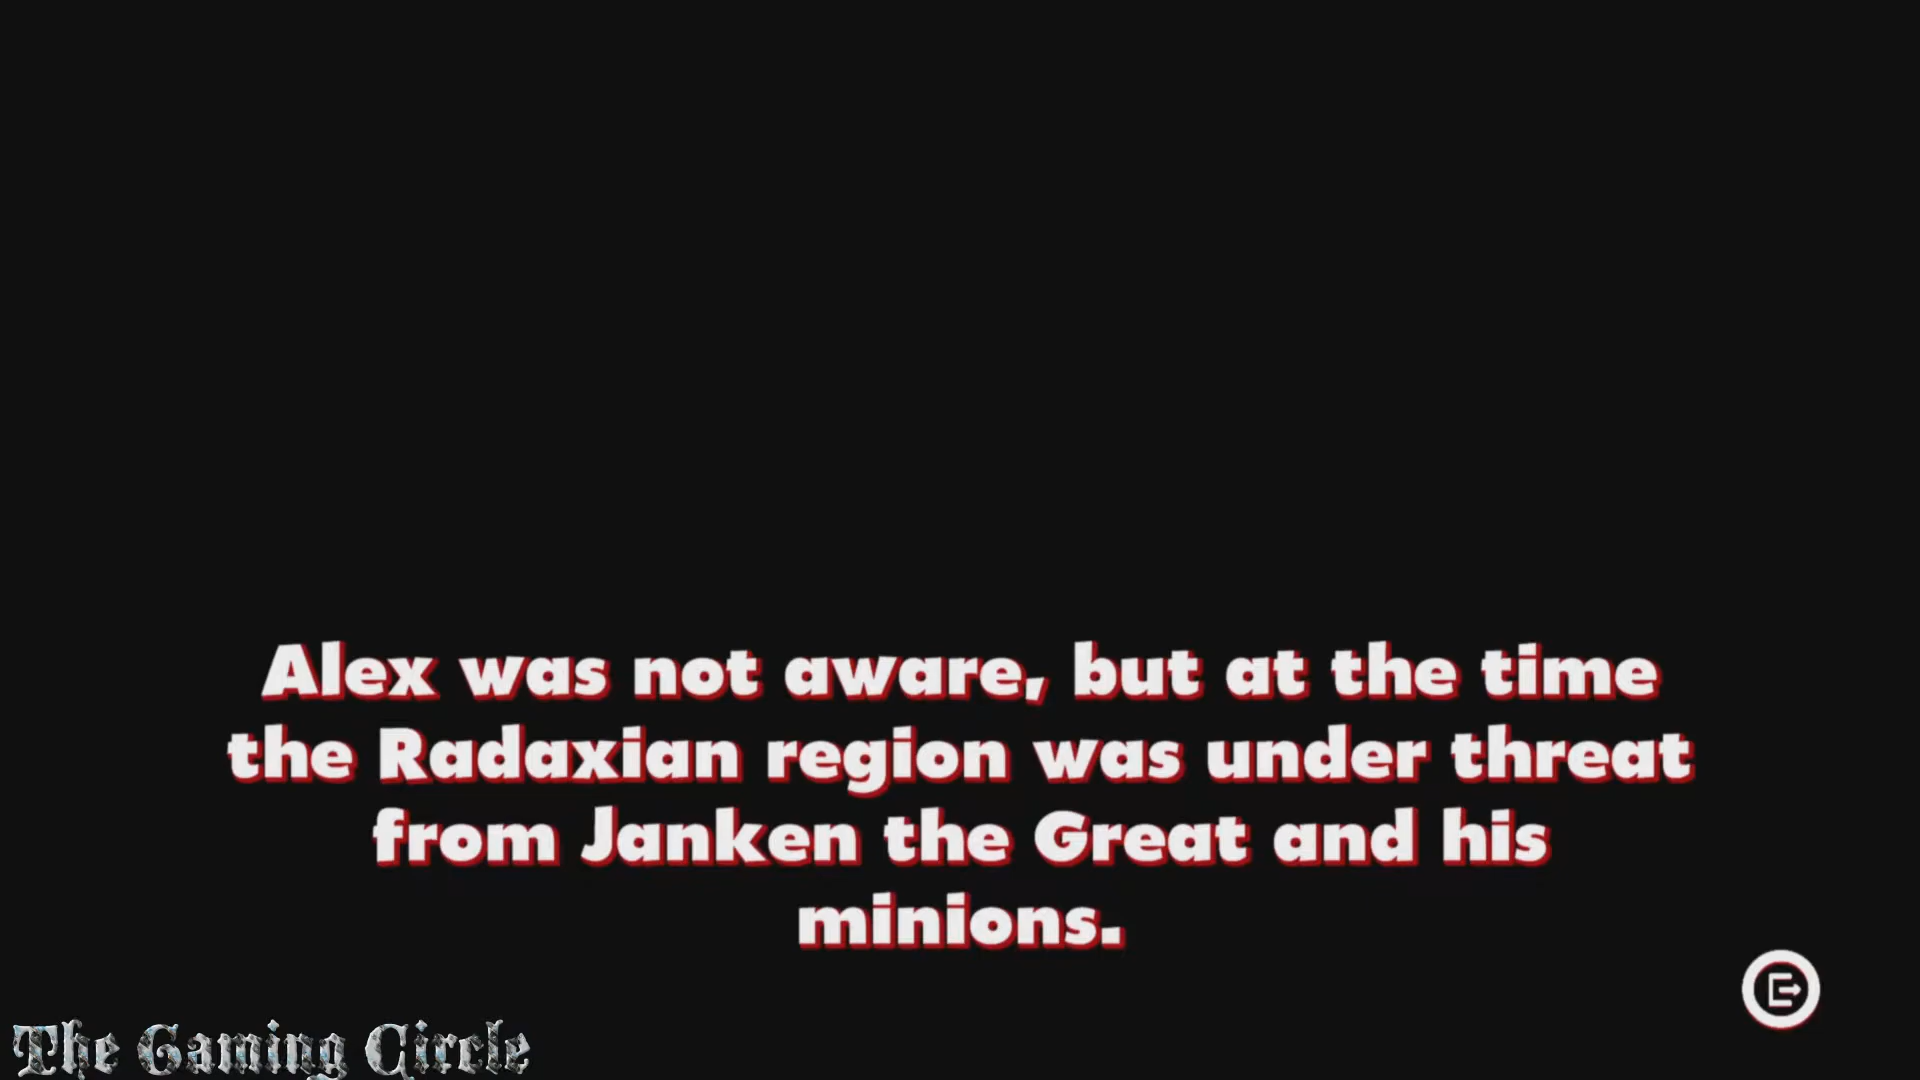 Alex was not aware, but at the time
the Radaxian region was under threat
from Janken the Great and his
minions.
The Gaming Circle